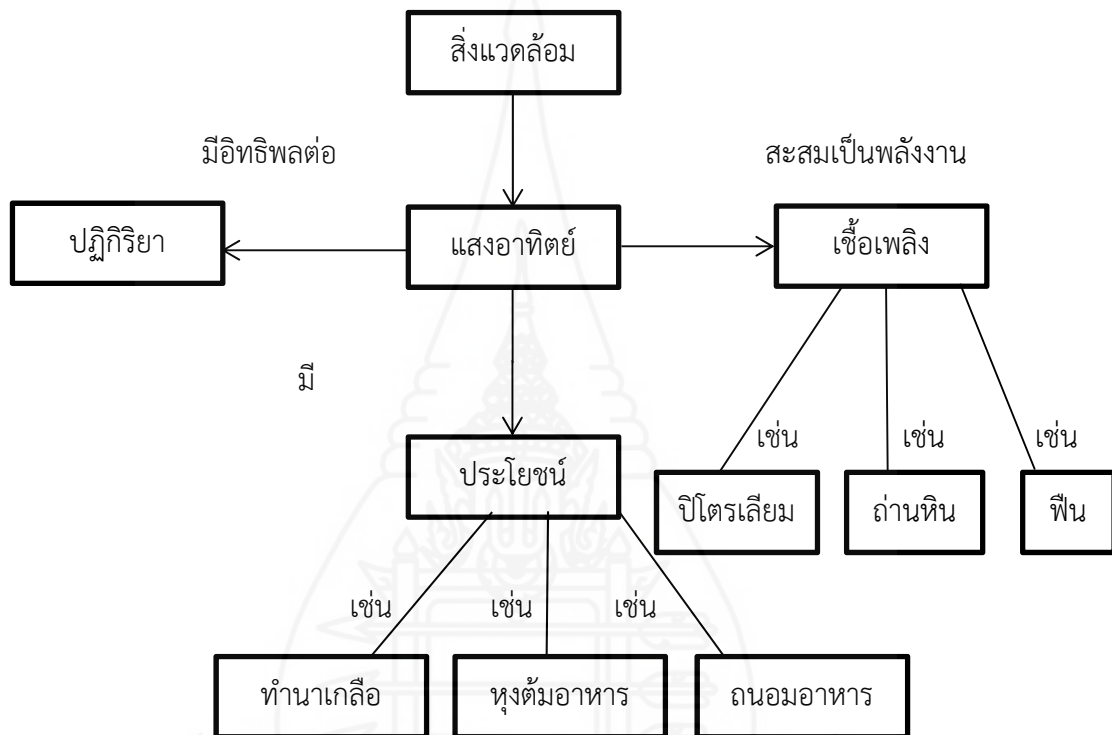 สิ่งแวดล้อม
มีอิทธิพลต่อ
สะสมเป็นพลังงาน
ปฏิกิริยา
แสงอาทิตย์
เชื้อเพลิง
มี
ประโยชน์
เช่น
เช่น
เช่น
ปิโตรเลียม
ถ่านหิน
ฟืน
เช่น
เช่น
เช่น
ทำนาเกลือ
หุงต้มอาหาร
ถนอมอาหาร